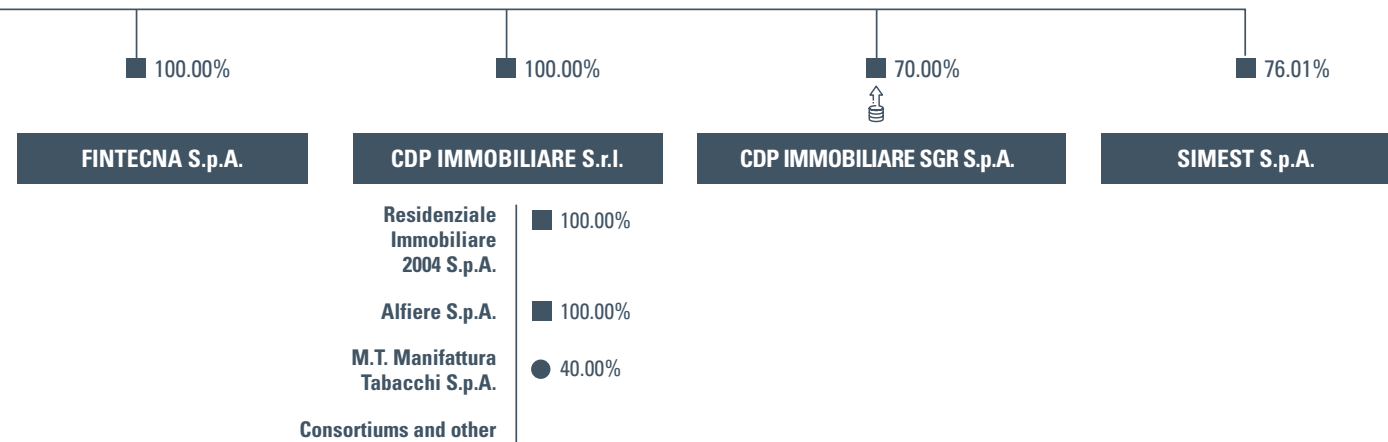 100.00%
100.00%
70.00%
76.01%
FINTECNA S.p.A.
CDP IMMOBILIARE S.r.l.
CDP IMMOBILIARE SGR S.p.A.
SIMEST S.p.A.
Residenziale
Immobiliare
2004 S.p.A.
100.00%
Alfiere S.p.A.
100.00%
M.T. Manifattura
Tabacchi S.p.A.
40.00%
Consortiums and other